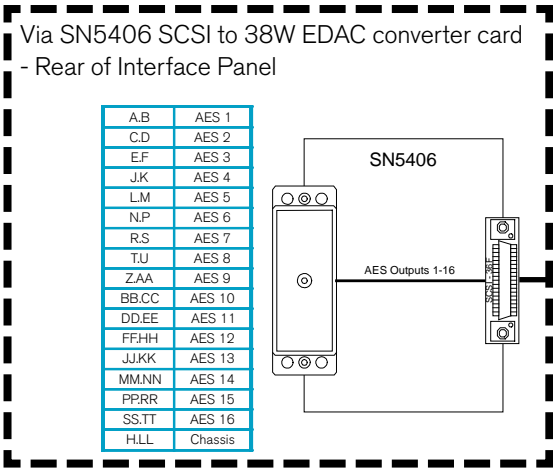 Via SN5406 SCSI to 38W EDAC converter card
- Rear of Interface Panel
A.B AES 1
C.D AES 2
E.F AES 3
J.K AES 4
L.M AES 5
N.P AES 6
R.S AES 7
T.U AES 8
Z.AA AES 9
BB.CC AES 10
DD.EE AES 11
FF.HH AES 12
JJ.KK AES 13
MM.NN AES 14
PP.RR AES 15
SS.TT AES 16
H.LL Chassis
SN5406
AES Outputs 1-16
SCSI - 36F